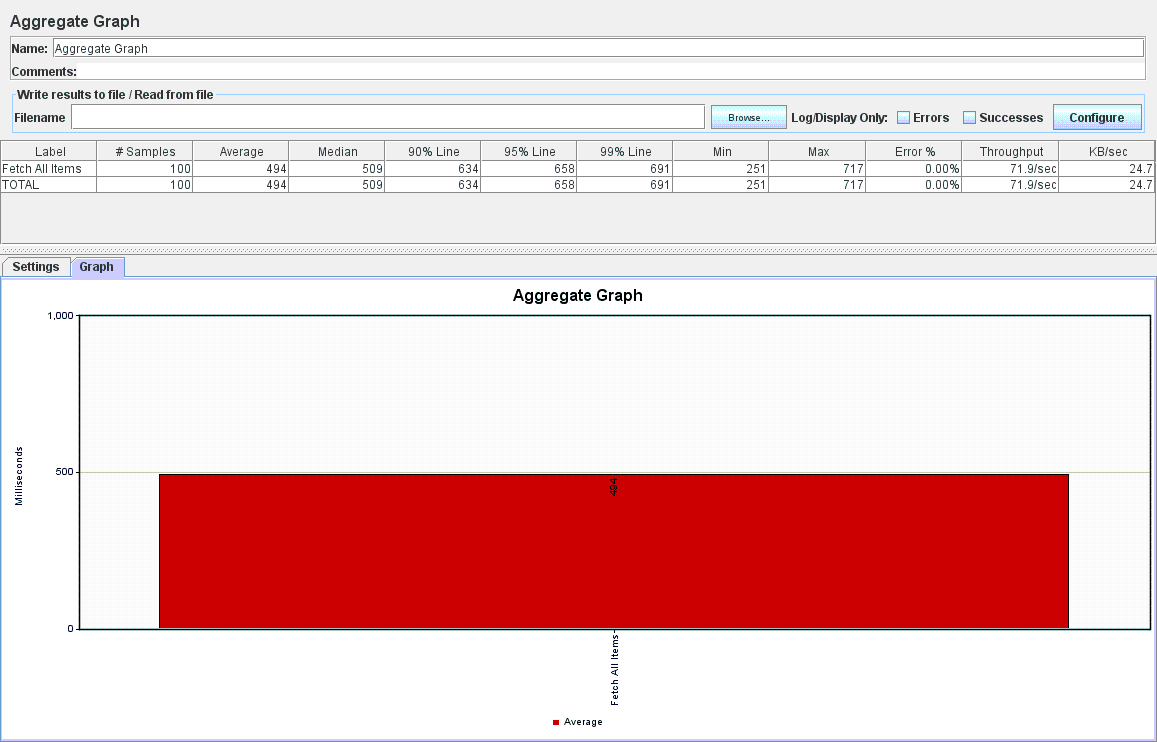 Aggregate Graph
Name: Aggregate Graph
Comments:
Write results to file / Read from file
Filename Browse... Log/Display Only: Errors Successes Configure
Label # Samples Average Median 90% Line 95% Line 99% Line Min Max Error % Throughput KB/sec
Fetch All Items 100 494 509 634 658 691 251 717 0.00% 71.9/sec 24.7
TOTAL 100 494 509 634 658 691 251 717 0.00% 71.9/sec 24.7
Settings Graph
Aggregate Graph
1,000
Milliseconds
500
494
0
Fetch All Items
Average